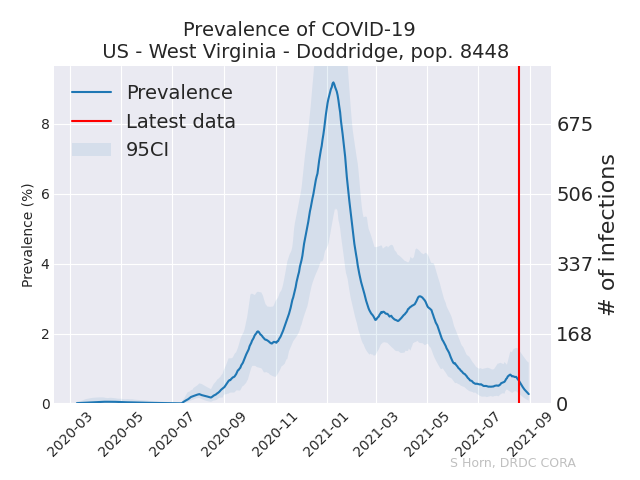 Prevalence of COVID-19
US - West Virginia - Doddridge, pop. 8448
Prevalence
Latest data
95CI
Prevalence (%)
8
6
4
2
0
675
506
337
168
0
# of infections
2020-03
2020-05
2020-07
2020-09
2020-11
2021-01
2021-03
2021-05
2021-07
2021-09
S Horn, DRDC CORA